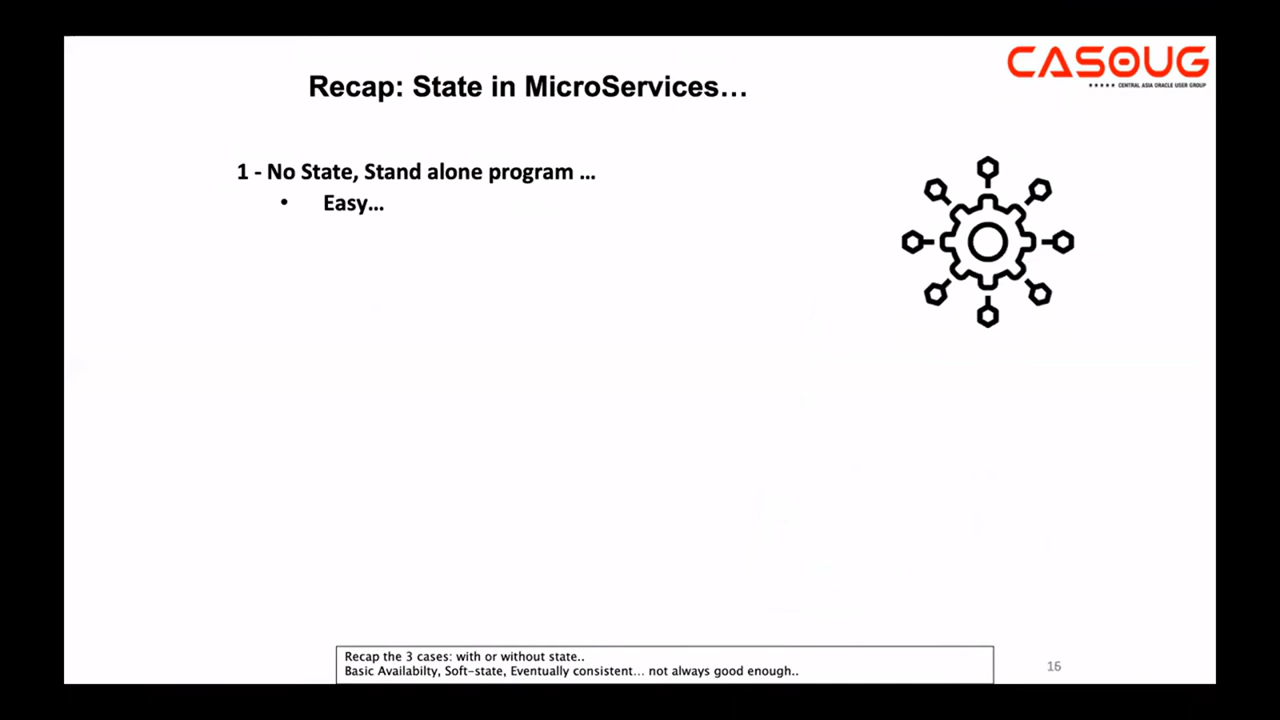 CASOUG
★★★★★ CENTRAL ASIA ORACLE USER GROUP
Recap: State in MicroServices…
1 - No State, Stand alone program …
• Easy…
Recap the 3 cases: with or without state..
Basic Availabilty, Soft-state, Eventually consistent… not always good enough..
16